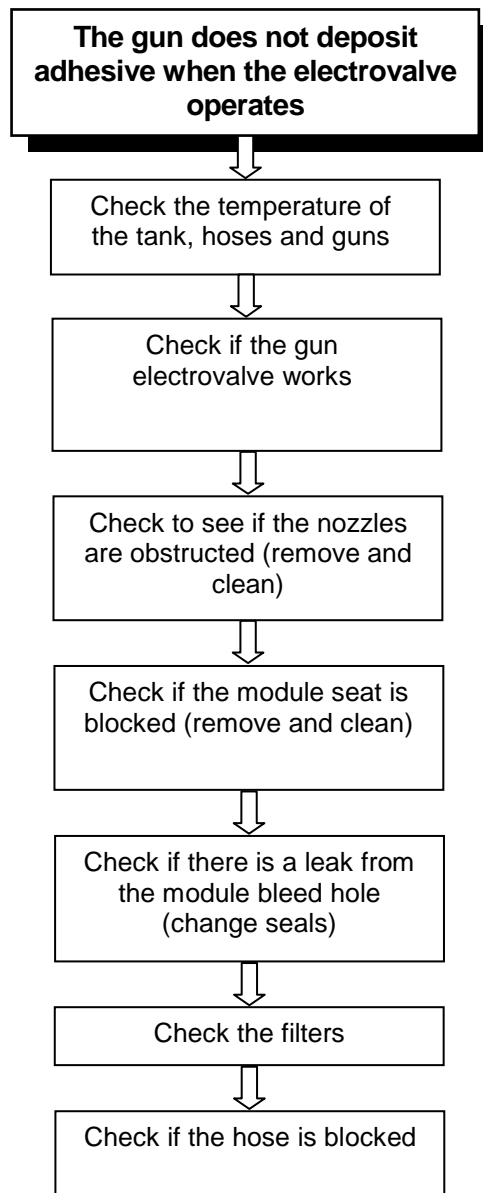 The gun does not deposit
adhesive when the electrovalve
operates
Check the temperature of
the tank, hoses and guns
Check if the gun
electrovalve works
Check to see if the nozzles
are obstructed (remove and
clean)
Check if the module seat is
blocked (remove and clean)
Check if there is a leak from
the module bleed hole
(change seals)
Check the filters
Check if the hose is blocked